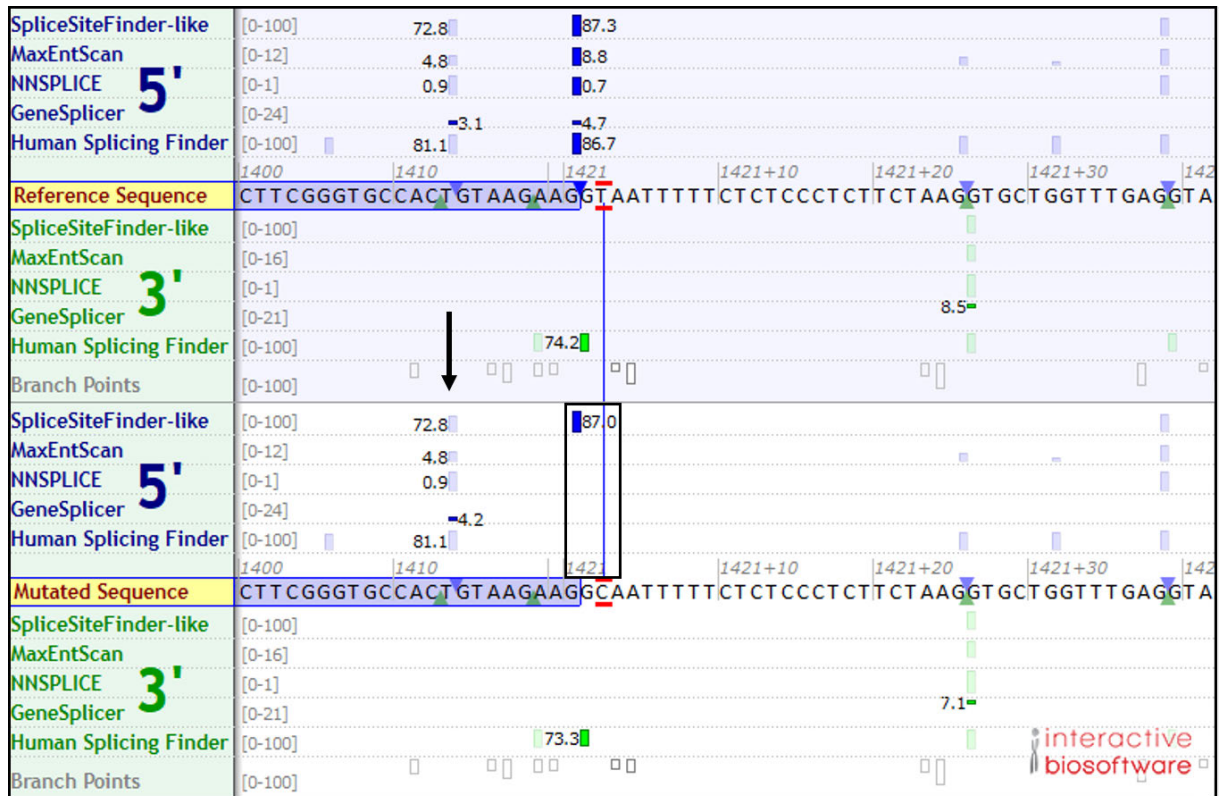 SpliceSiteFinder-like [0-100] 72.8 87.3
MaxEntScan [0-12] 4.8 8.8
NNSPLICE [0-1] 0.9 0.7
5'
GeneSplicer [0-24] 3.1 4.7
Human Splicing Finder [0-100] 81.1 86.7
1400 1410 1421 1421+10 1421+20 1421+30 142
Reference Sequence CTTCGGGTGCCACTGTAAGAAGGTAATTTTTCTCTCCCTCTTCTAAGGTGCTGGTTTGAGGTA
SpliceSiteFinder-like [0-100]
MaxEntScan [0-16]
NNSPLICE [0-1]
3'
GeneSplicer [0-21] 8.5
Human Splicing Finder [0-100] 74.2
Branch Points [0-100]
SpliceSiteFinder-like [0-100] 72.8 87.0
MaxEntScan [0-12] 4.8
NNSPLICE [0-1] 0.9
5'
GeneSplicer [0-24] 4.2
Human Splicing Finder [0-100] 81.1
1400 1410 1421 1421+10 1421+20 1421+30 142
Mutated Sequence CTTCGGGTGCCACTGTAAGAAGGCAATTTTTCTCTCCCTCTTCTAAGGTGCTGGTTTGAGGTA
SpliceSiteFinder-like [0-100]
MaxEntScan [0-16]
NNSPLICE [0-1]
3'
GeneSplicer [0-21] 7.1
Human Splicing Finder [0-100] 73.3
Branch Points [0-100]
interactive
biosoftware